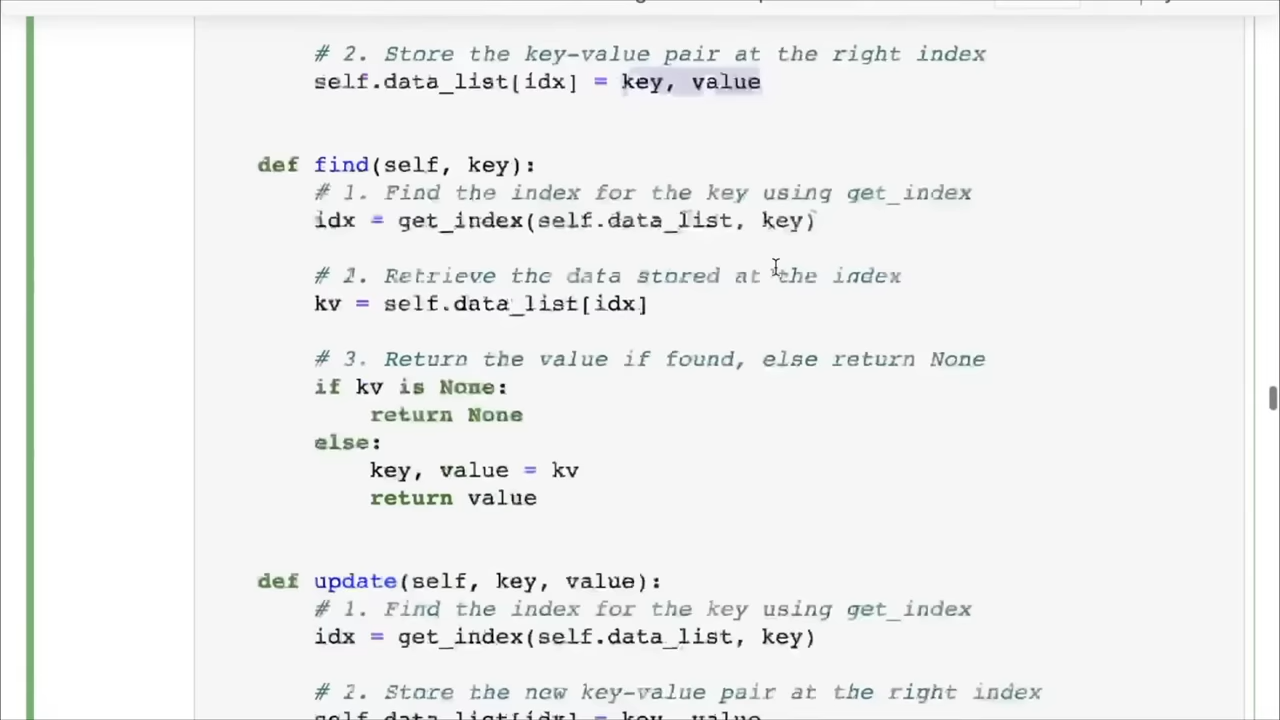 # 2. Store the key-value pair at the right index
self.data_list[idx] = key, value
def find(self, key):
# 1. Find the index for the key using get_index
idx = get_index(self.data_list, key)
# 2. Retrieve the data stored at the index
kv = self.data_list[idx]
# 3. Return the value if found, else return None
if kv is None:
return None
else:
key, value = kv
return value
def update(self, key, value):
# 1. Find the index for the key using get_index
idx = get_index(self.data_list, key)
# 2. Store the new key-value pair at the right index
self.data_list[idx] = key, value